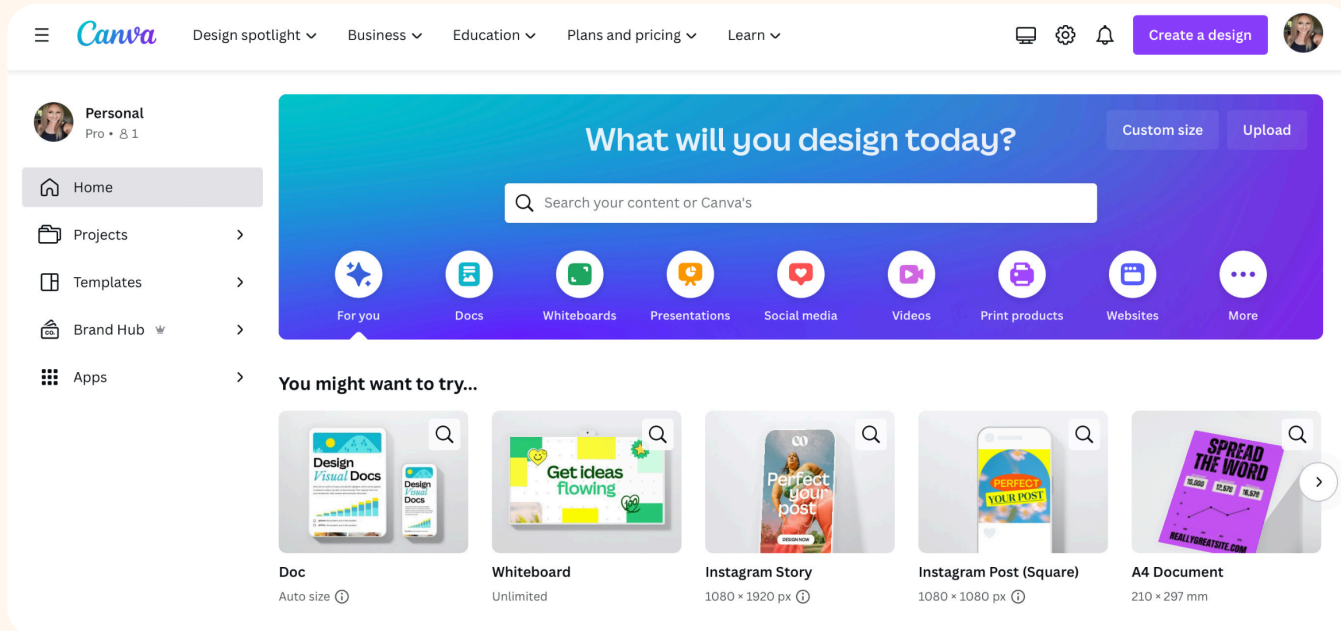 Canva
Design spotlight
Business
Education
Plans and pricing
Learn
Create a design
Personal
Pro • 1
Home
Projects
Templates
Brand Hub
Apps
What will you design today?
Custom size
Upload
Search your content or Canva's
For you
Docs
Whiteboards
Presentations
Social media
Videos
Print products
Websites
More
You might want to try...
Design
Visual Docs
Design
Visual
Docs
Get ideas
flowing
CO
Perfect
your
post
DESIGN NOW
PERFECT
YOUR POST
SPREAD
THE WORD
REALLYGREATSITE.COM
Doc
Auto size
Whiteboard
Unlimited
Instagram Story
1080 × 1920 px
Instagram Post (Square)
1080 × 1080 px
A4 Document
210 × 297 mm